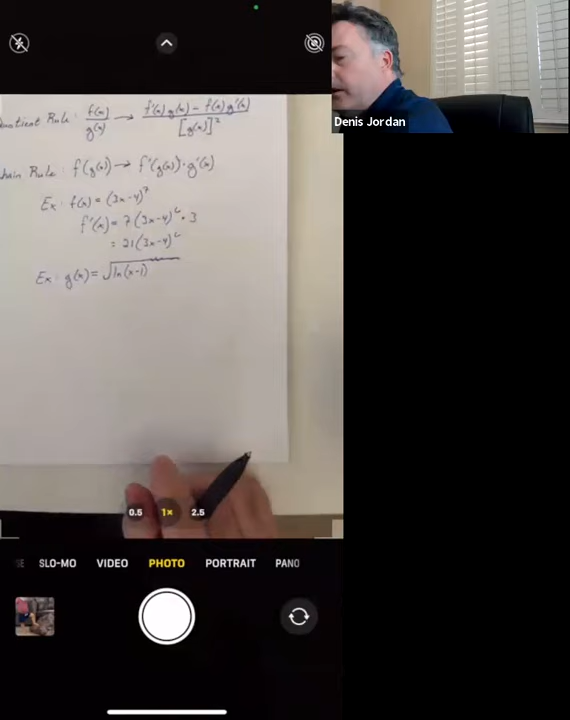 Quotient Rule: f(x)/g(x) → f'(x)g(x) - f(x)g'(x)/[g(x)]²
Denis Jordan
Chain Rule: f(g(x)) → f'(g(x))·g'(x)
Ex: f(x) = (3x-4)⁷
f'(x) = 7(3x-4)⁶ • 3
= 21(3x-4)⁶
Ex: g(x) = √ln(x-1)
0.5 1× 2.5
SLO-MO VIDEO PHOTO PORTRAIT PANO